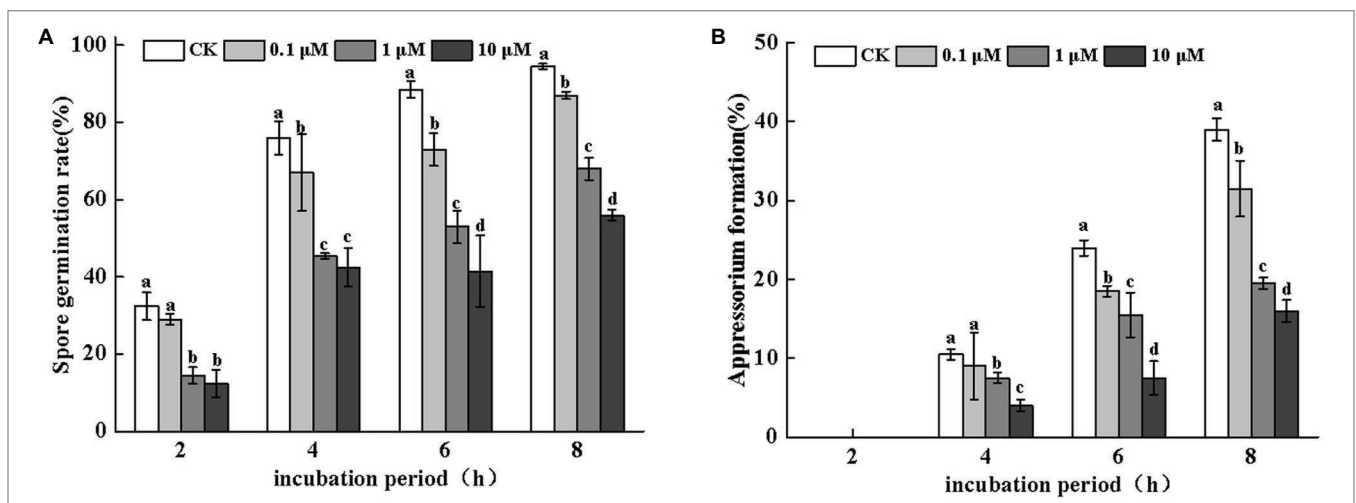 A
CK 0.1 μM 1 μM 10 μM
Spore germination rate(%)
100
80
60
40
20
0
a a b b
a b c c
a b c d
a b c d
2 4 6 8
incubation period（h）
B
CK 0.1 μM 1 μM 10 μM
Appressorium formation(%)
50
40
30
20
10
0
a a b c
a b c d
a b c d
2 4 6 8
incubation period（h）